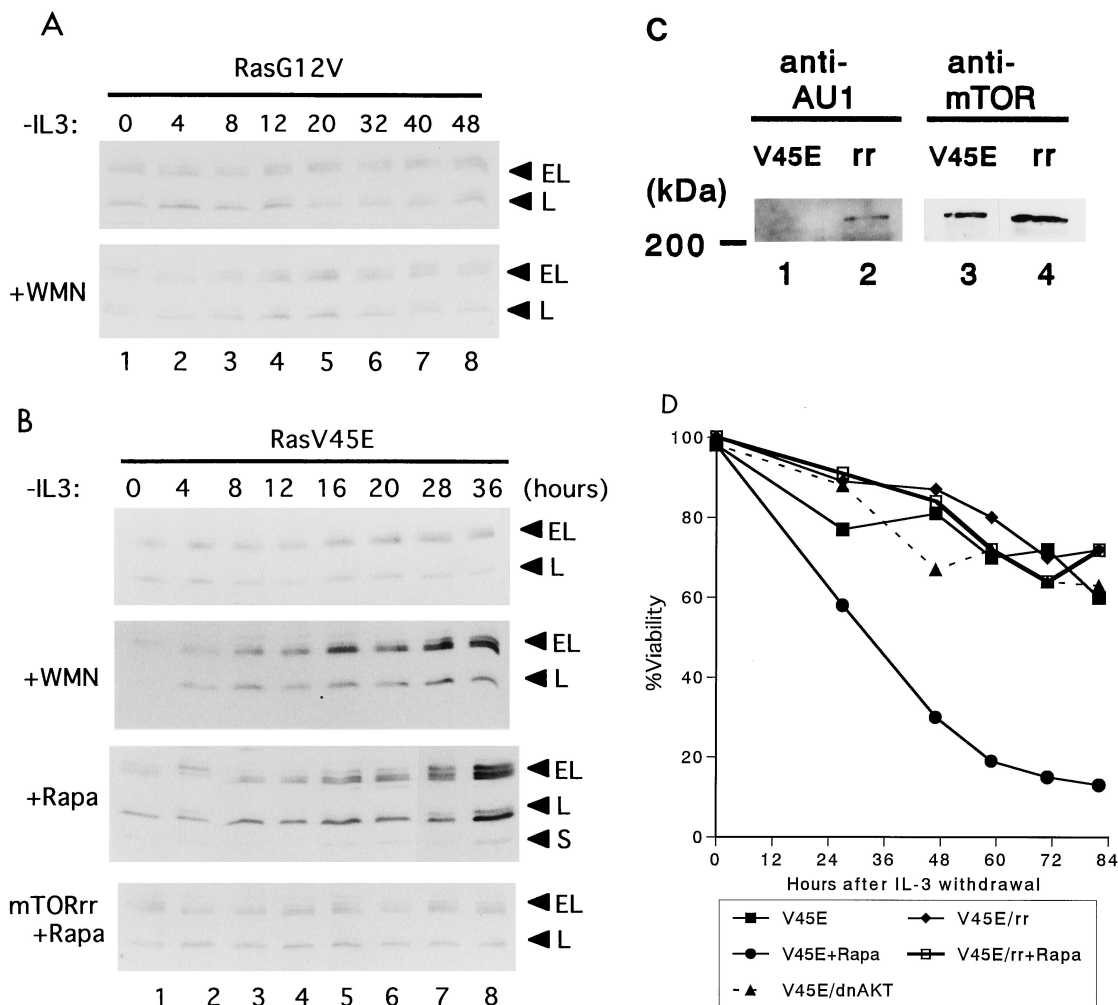 A
RasG12V
-IL3: 0 4 8 12 20 32 40 48
EL
L
+WMN
EL
L
1 2 3 4 5 6 7 8
B
RasV45E
-IL3: 0 4 8 12 16 20 28 36 (hours)
EL
L
+WMN
EL
L
+Rapa
EL
L
S
mTORrr
+Rapa
EL
L
1 2 3 4 5 6 7 8
C
anti-
AU1
anti-
mTOR
V45E rr V45E rr
(kDa)
200
1 2 3 4
D
100
80
60
40
20
0
%Viability
0 12 24 36 48 60 72 84
Hours after IL-3 withdrawal
V45E
V45E/rr
V45E+Rapa
V45E/rr+Rapa
V45E/dnAKT